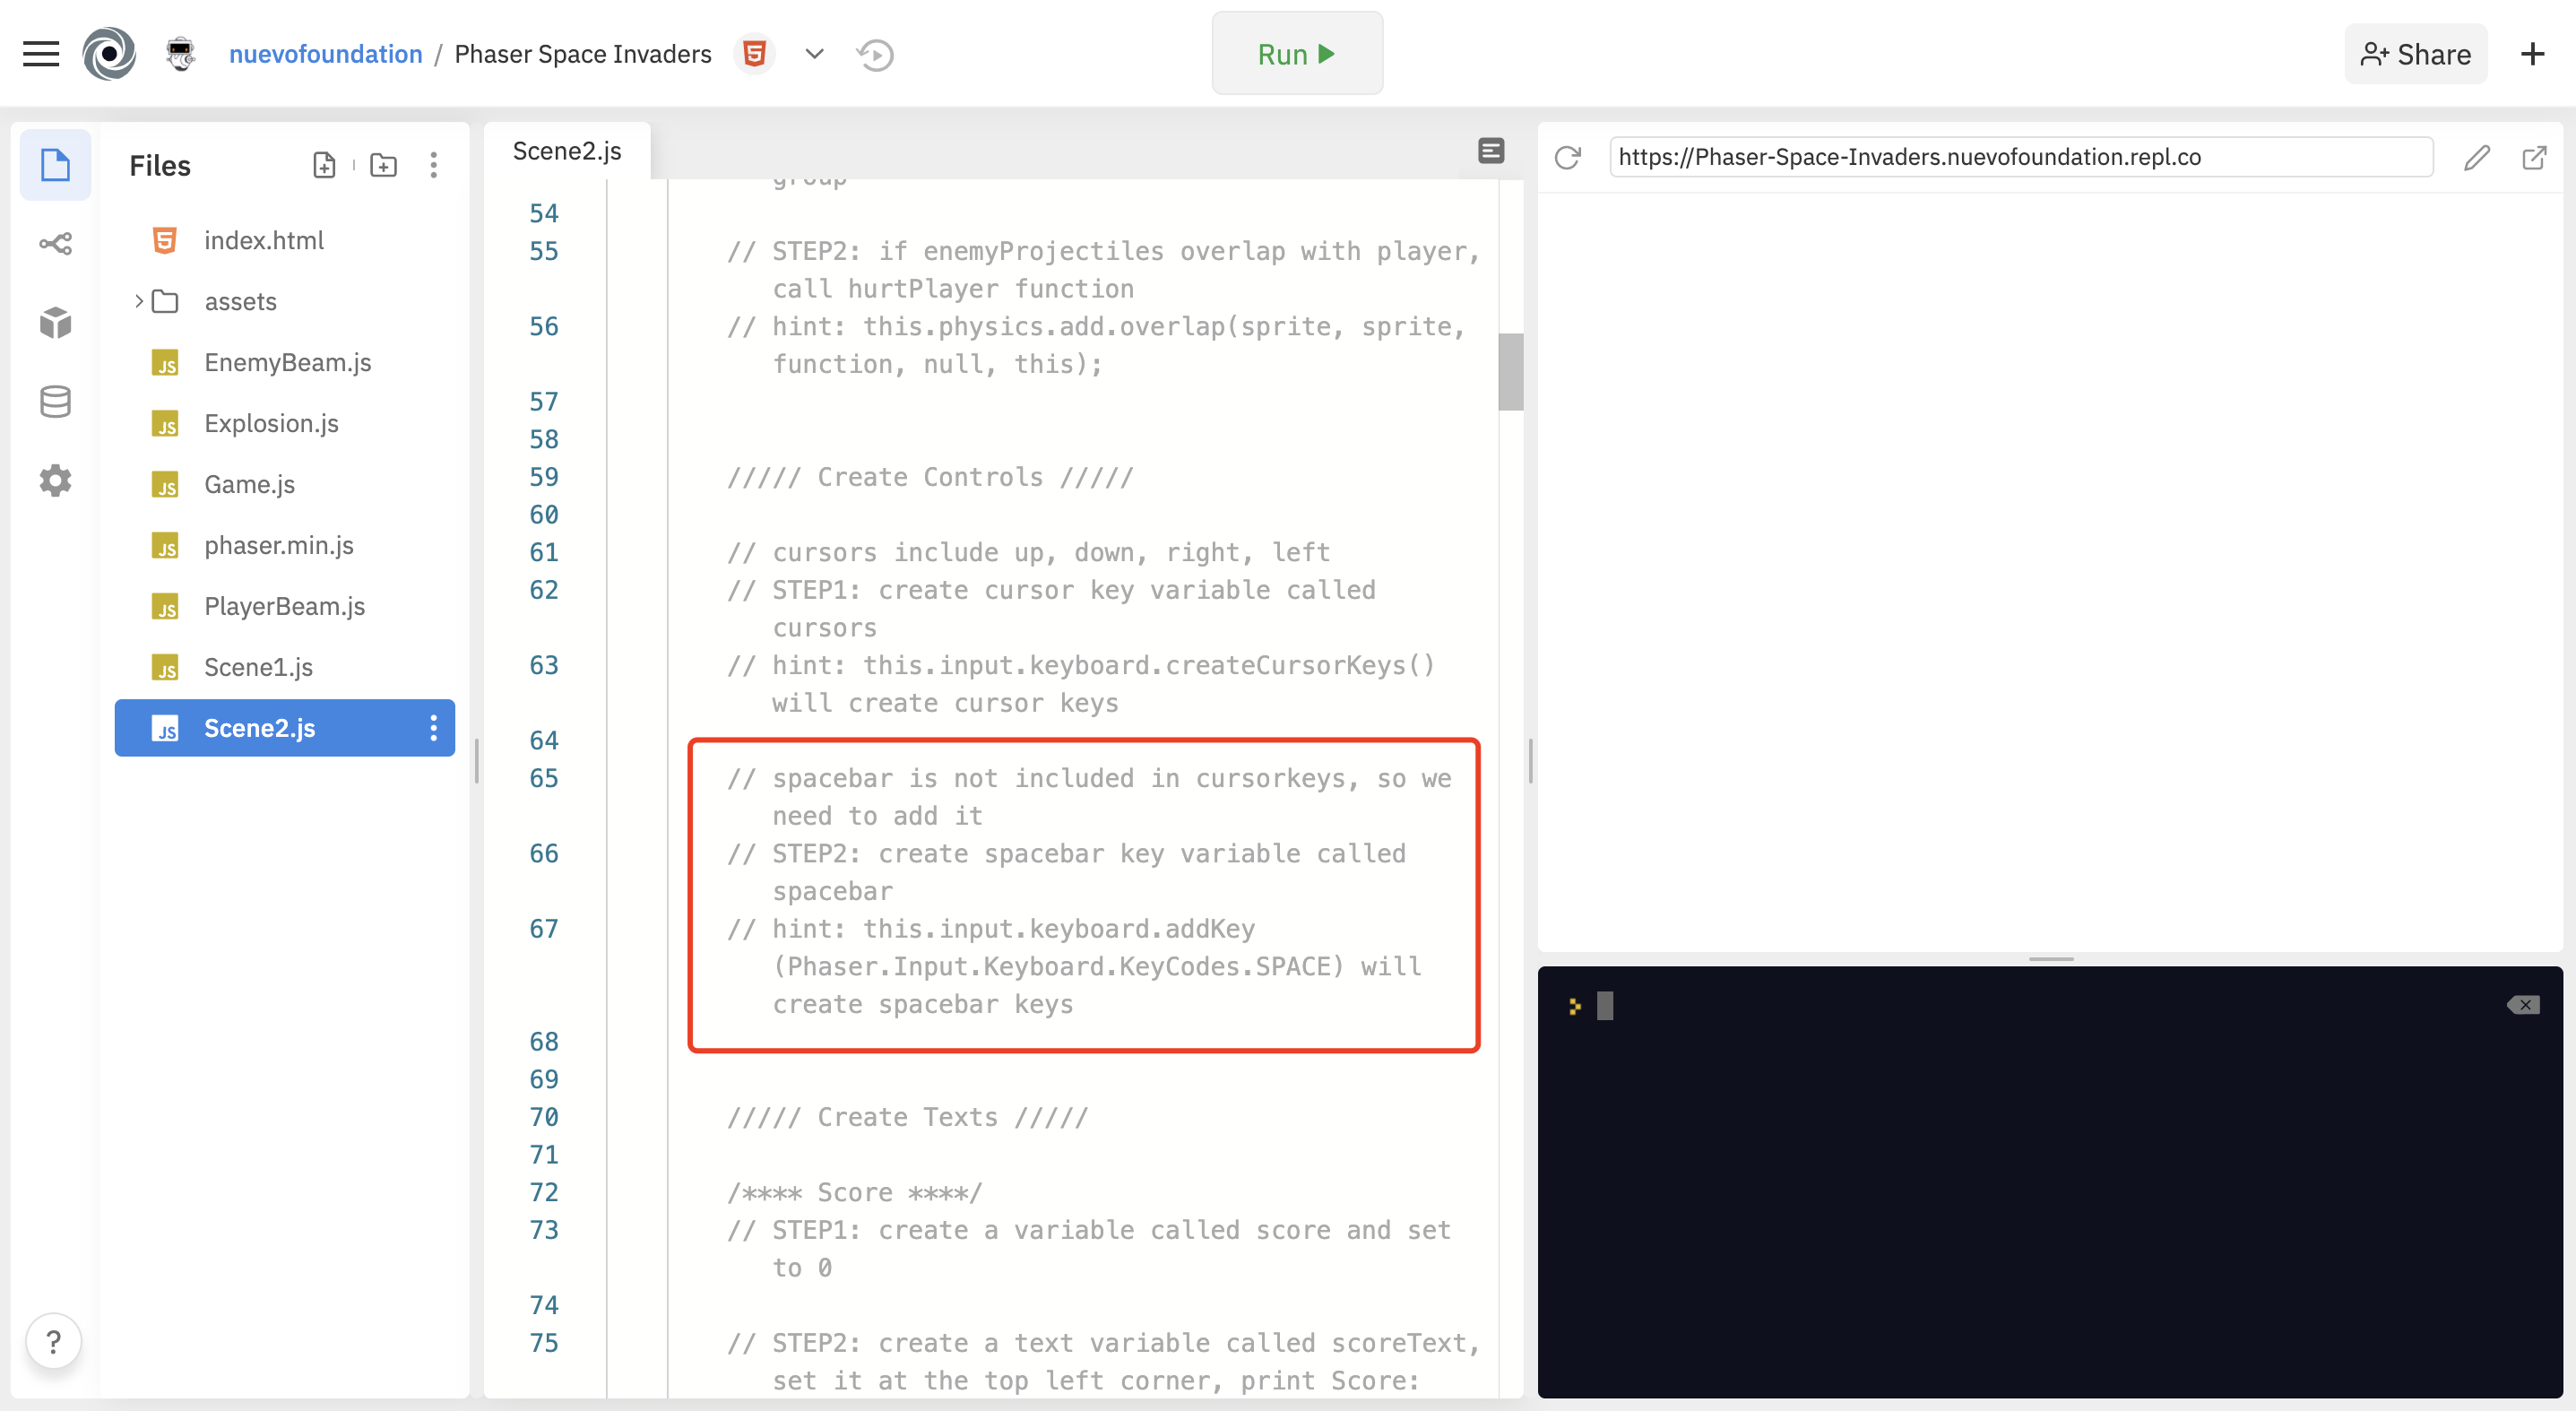 nuevofoundation / Phaser Space Invaders
Run
Share
Files
index.html
assets
EnemyBeam.js
Explosion.js
Game.js
phaser.min.js
PlayerBeam.js
Scene1.js
Scene2.js
?
Scene2.js
group
54
55 // STEP2: if enemyProjectiles overlap with player,
call hurtPlayer function
56 // hint: this.physics.add.overlap(sprite, sprite,
function, null, this);
57
58
59 ///// Create Controls /////
60
61 // cursors include up, down, right, left
62 // STEP1: create cursor key variable called
cursors
63 // hint: this.input.keyboard.createCursorKeys()
will create cursor keys
64
65 // spacebar is not included in cursorkeys, so we
need to add it
66 // STEP2: create spacebar key variable called
spacebar
67 // hint: this.input.keyboard.addKey
(Phaser.Input.Keyboard.KeyCodes.SPACE) will
create spacebar keys
68
69
70 ///// Create Texts /////
71
72 /**** Score ****/
73 // STEP1: create a variable called score and set
to 0
74
75 // STEP2: create a text variable called scoreText,
set it at the top left corner, print Score:
https://Phaser-Space-Invaders.nuevofoundation.repl.co